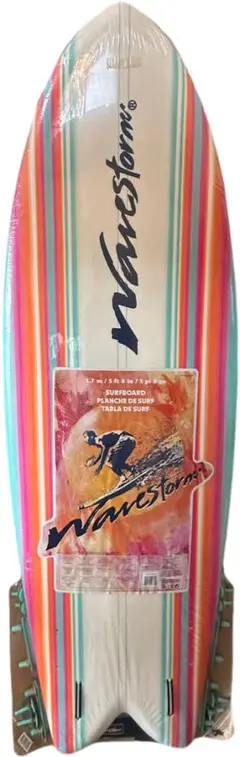 Wavestorm®
1.7 m / 5 ft 8 in / 5 pi 8 po
SURFBOARD
PLANCHE DE SURF
TABLA DE SURF
Wavestorm